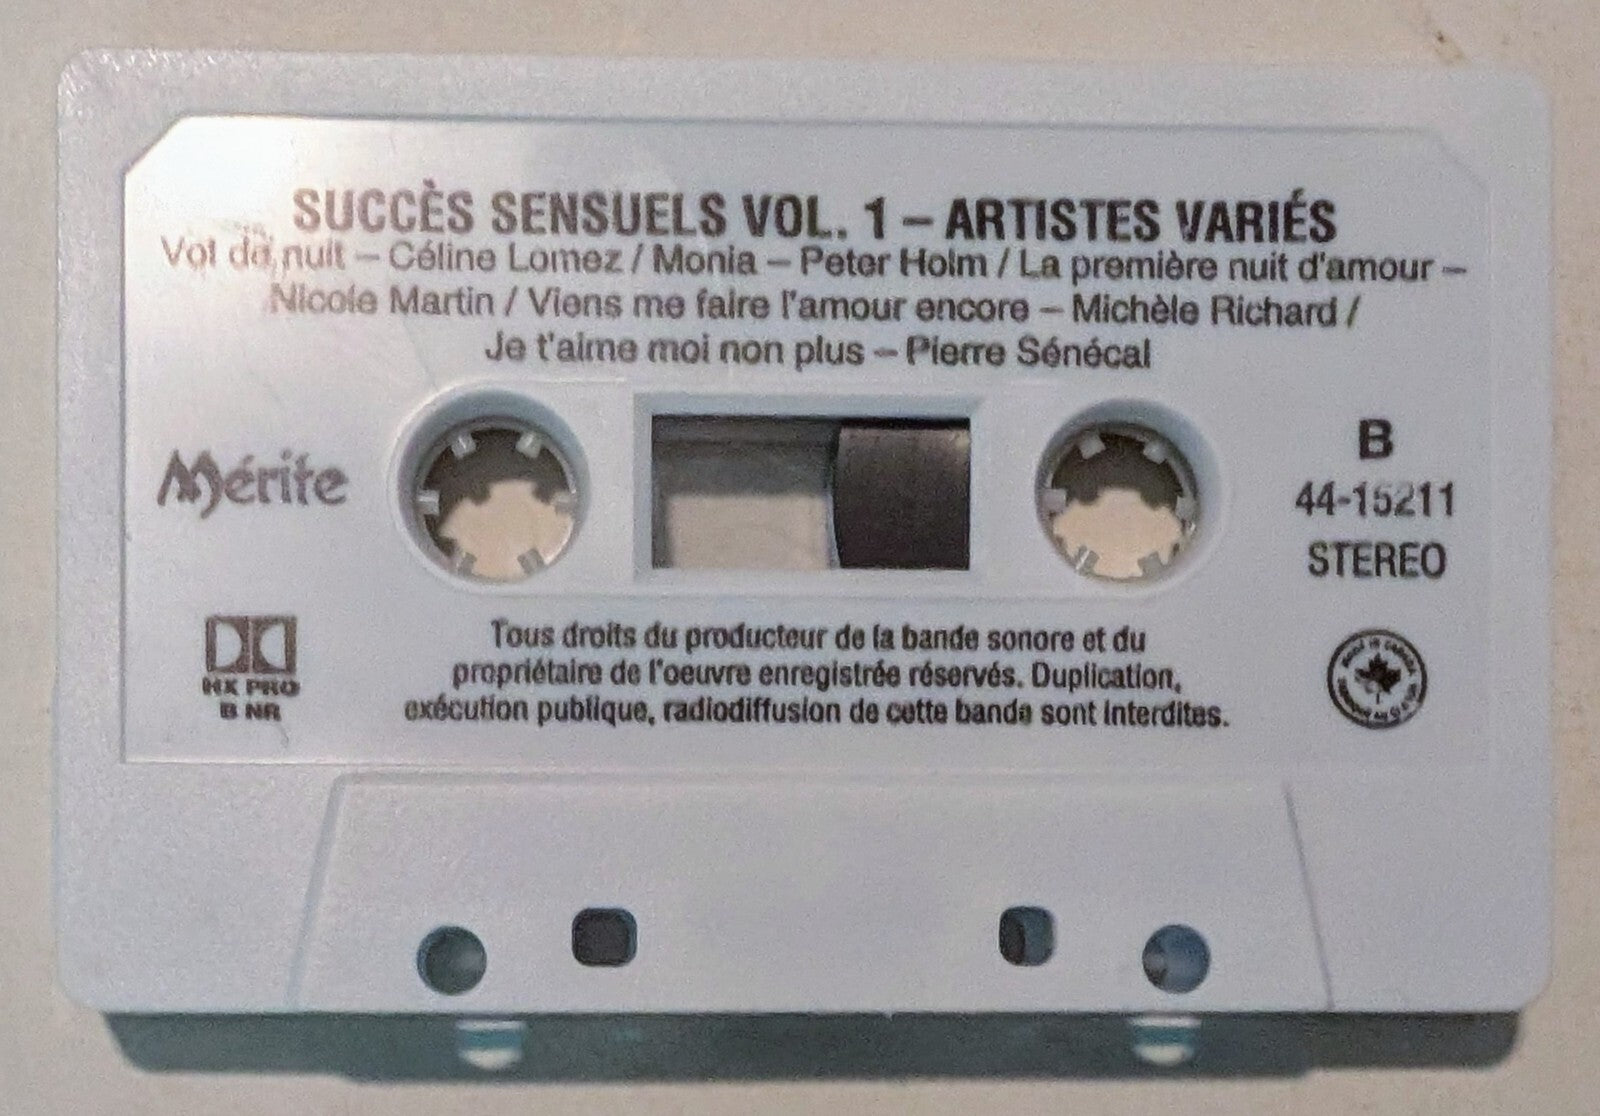 SUCCÈS SENSUELS VOL. 1 – ARTISTES VARIÉS
Vol de nuit – Céline Lomez / Monia – Peter Holm / La première nuit d'amour –
Nicole Martin / Viens me faire l'amour encore – Michèle Richard /
Je t'aime moi non plus – Pierre Sénécal
Mérite
B
44-15211
STEREO
HX PRO
B NR
Tous droits du producteur de la bande sonore et du
propriétaire de l'oeuvre enregistrée réservés. Duplication,
exécution publique, radiodiffusion de cette bande sont interdites.
MADE IN CANADA